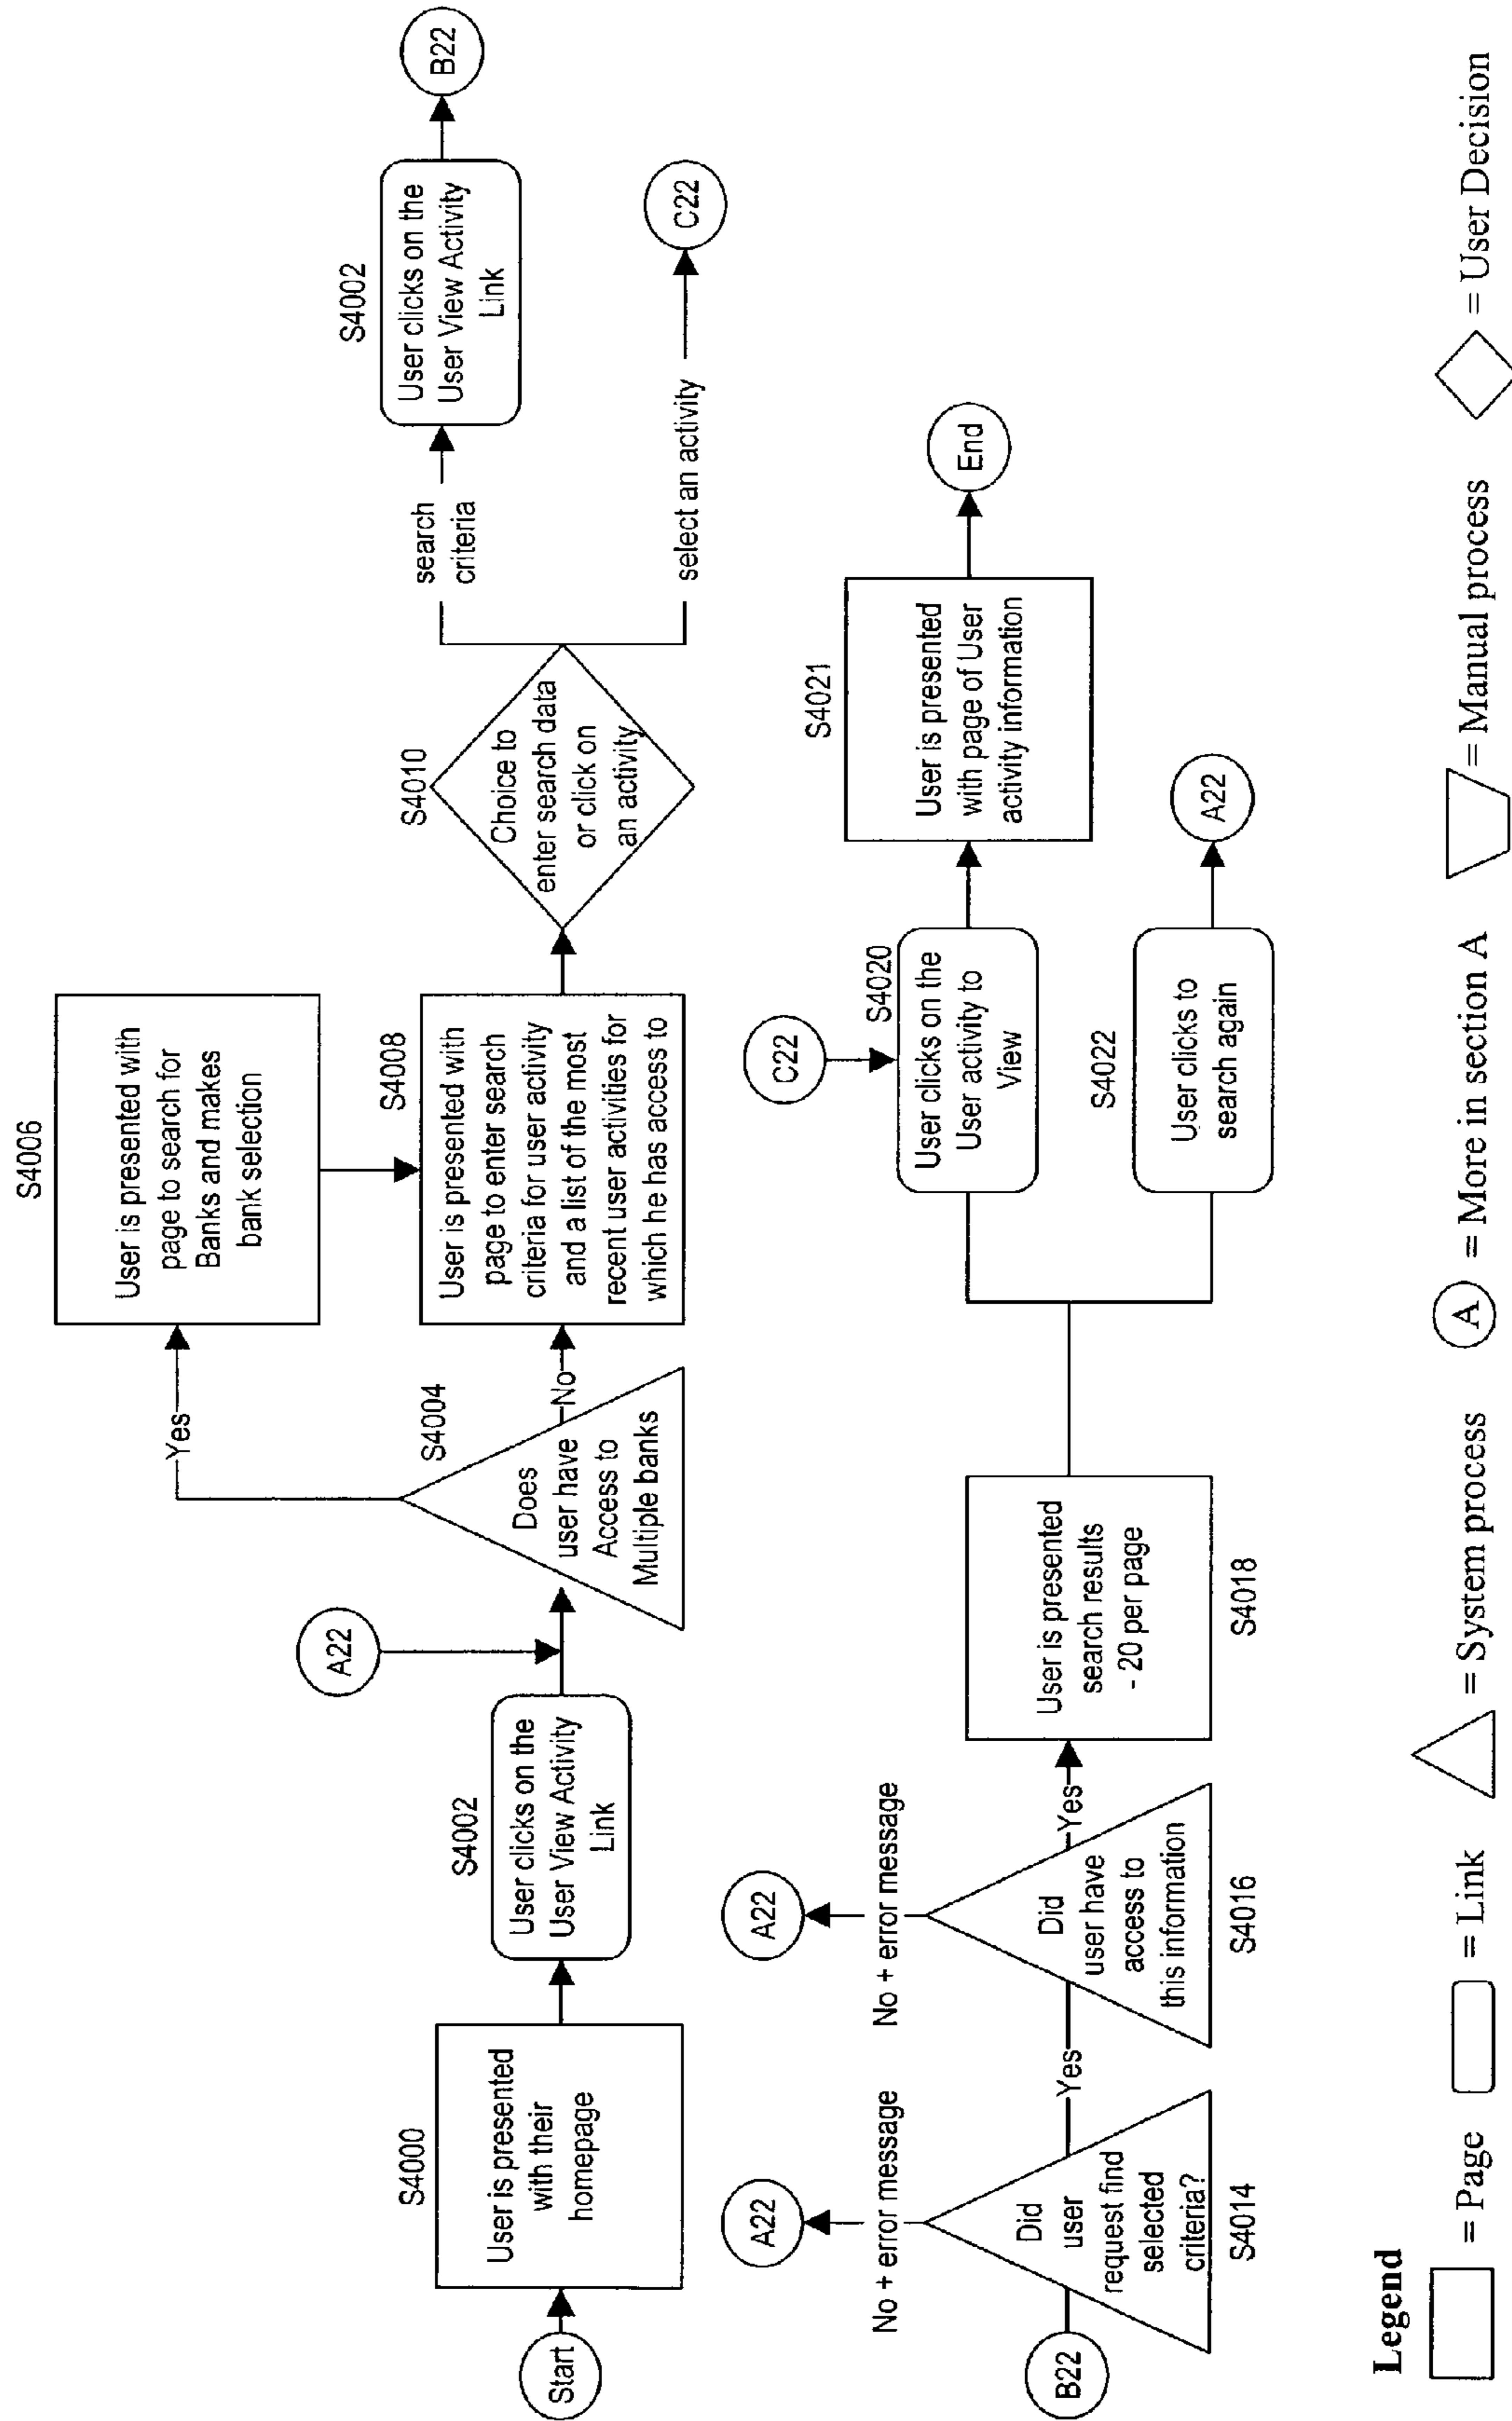 Start
S4000
User is presented
with their
homepage
S4002
User clicks on the
User View Activity
Link
A22
S4004
Does
user have
Access to
Multiple banks
Yes
No
S4006
User is presented with
page to search for
Banks and makes
bank selection
S4008
User is presented with
page to enter search
criteria for user activity
and a list of the most
recent user activities for
which he has access to
S4010
Choice to
enter search data
or click on
an activity
search
criteria
S4002
User clicks on the
User View Activity
Link
B22
select an activity
C22
B22
Did
user
request find
selected
criteria?
S4014
No + error message
A22
Yes
Did
user have
access to
this information
S4016
No + error message
A22
Yes
User is presented
search results
- 20 per page
S4018
C22
S4020
User clicks on the
User activity to
View
S4021
User is presented
with page of User
activity information
End
S4022
User clicks to
search again
A22
Legend
= Page
= Link
= System process
A = More in section A
= Manual process
= User Decision